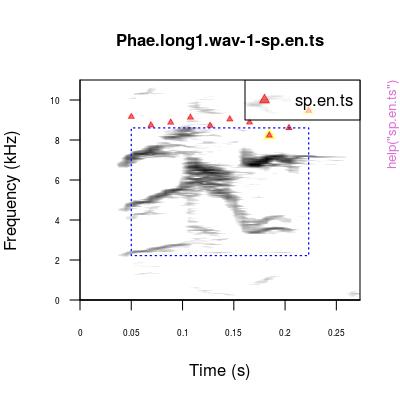 Phae.long1.wav-1-sp.en.ts
sp.en.ts
help("sp.en.ts")
Frequency (kHz)
10
8
6
4
2
0
0
0.05
0.1
0.15
0.2
0.25
Time (s)